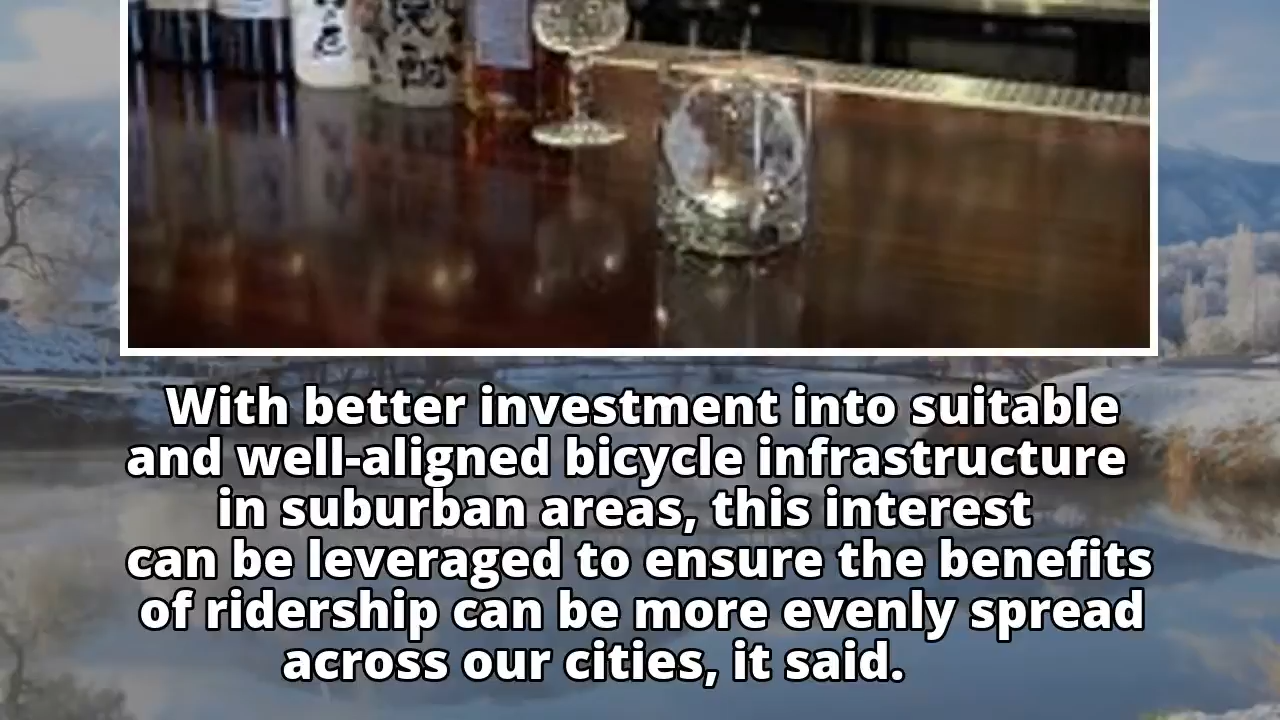 With better investment into suitable
and well-aligned bicycle infrastructure
in suburban areas, this interest
can be leveraged to ensure the benefits
of ridership can be more evenly spread
across our cities, it said.